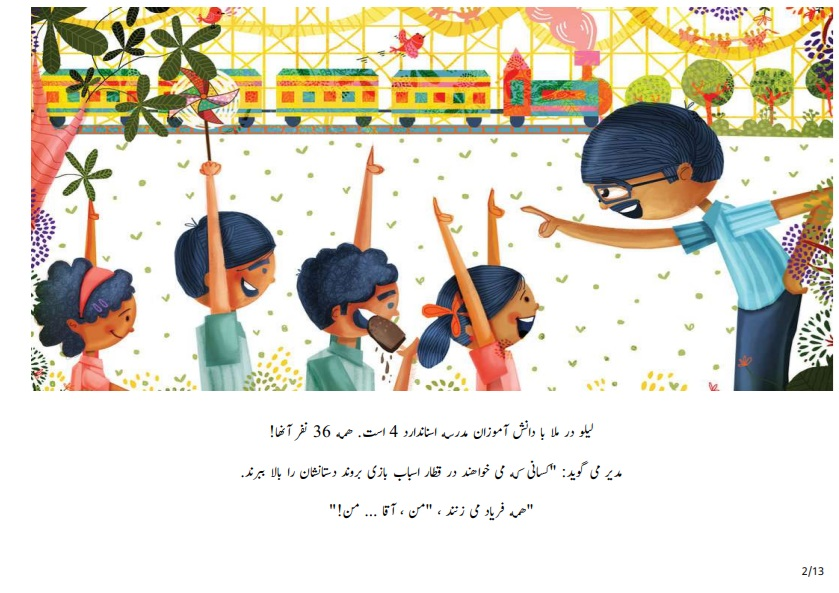 لیلو در ملا با دانش آموزان مدرسه استاندارد 4 است. همه 36 نفر آنها!
مدیر می گوید: "کسانی که می خواهند در قطار اسباب بازی بروند دستانشان را بالا ببرند.
"همه فریاد می زنند ، "من ، آقا ... من!"
2/13